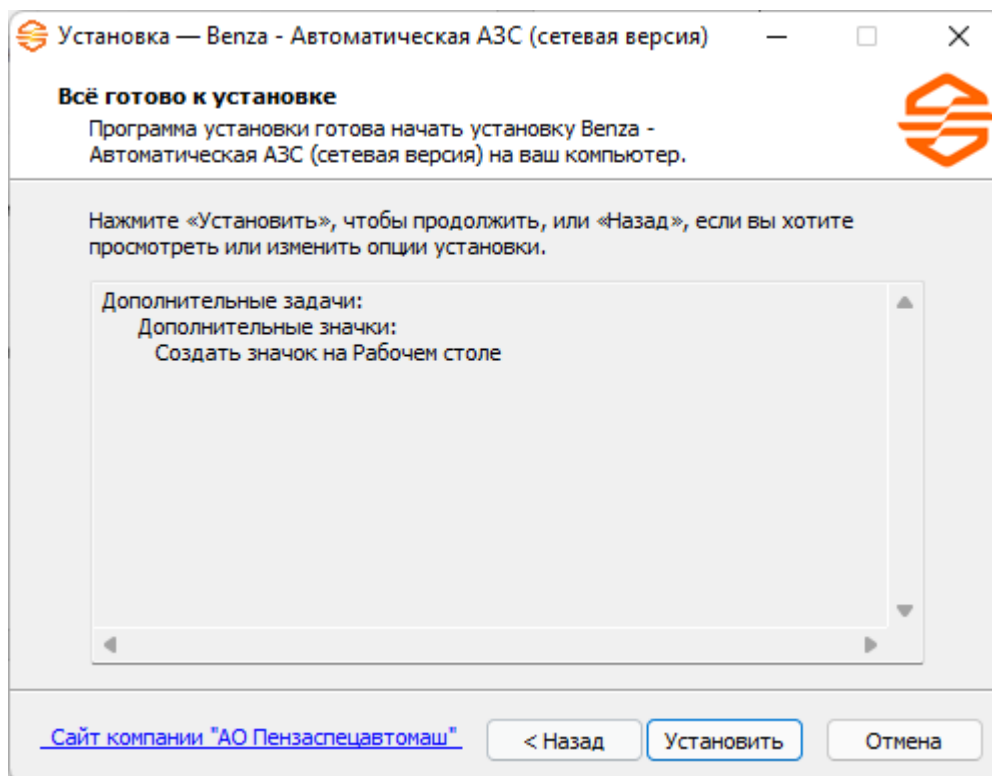 Установка — Benza - Автоматическая АЗС (сетевая версия)
Всё готово к установке
Программа установки готова начать установку Benza -
Автоматическая АЗС (сетевая версия) на ваш компьютер.
Нажмите «Установить», чтобы продолжить, или «Назад», если вы хотите
просмотреть или изменить опции установки.
Дополнительные задачи:
Дополнительные значки:
Создать значок на Рабочем столе
Сайт компании "АО Пензаспецавтомаш"
< Назад
Установить
Отмена